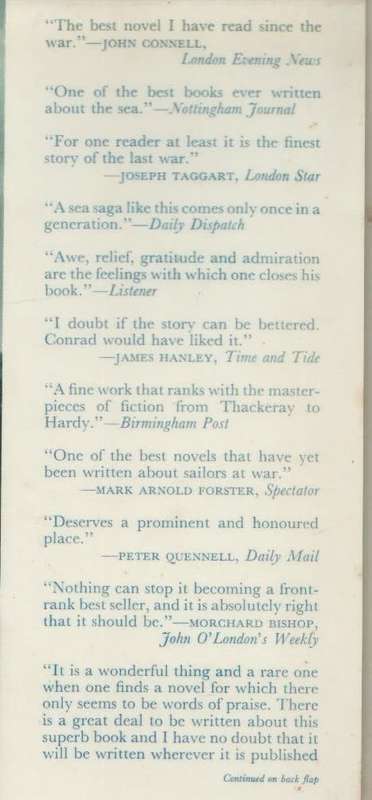 “The best novel I have read since the
war.”—JOHN CONNELL,
London Evening News
“One of the best books ever written
about the sea.”—Nottingham Journal
“For one reader at least it is the finest
story of the last war.”
—JOSEPH TAGGART, London Star
“A sea saga like this comes only once in a
generation.”—Daily Dispatch
“Awe, relief, gratitude and admiration
are the feelings with which one closes his
book.”—Listener
“I doubt if the story can be bettered.
Conrad would have liked it.”
—JAMES HANLEY, Time and Tide
“A fine work that ranks with the master-
pieces of fiction from Thackeray to
Hardy.”—Birmingham Post
“One of the best novels that have yet
been written about sailors at war.”
—MARK ARNOLD FORSTER, Spectator
“Deserves a prominent and honoured
place.”
—PETER QUENNELL, Daily Mail
“Nothing can stop it becoming a front-
rank best seller, and it is absolutely right
that it should be.”—MORCHARD BISHOP,
John O’London’s Weekly
“It is a wonderful thing and a rare one
when one finds a novel for which there
only seems to be words of praise. There
is a great deal to be written about this
superb book and I have no doubt that it
will be written wherever it is published
Continued on back flap